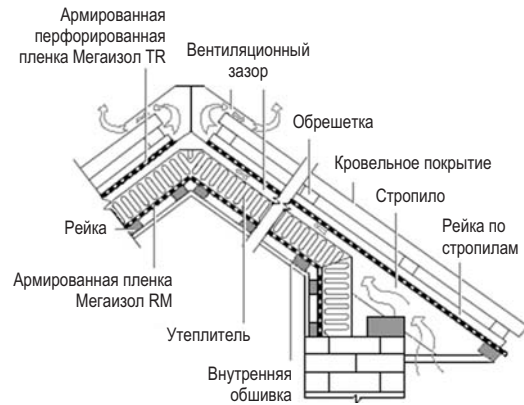 Армированная
перфорированная
пленка Мегаизол TR
Вентиляционный
зазор
Обрешетка
Кровельное покрытие
Стропило
Рейка по
стропилам
Рейка
Армированная пленка
Мегаизол RM
Утеплитель
Внутренняя
обшивка